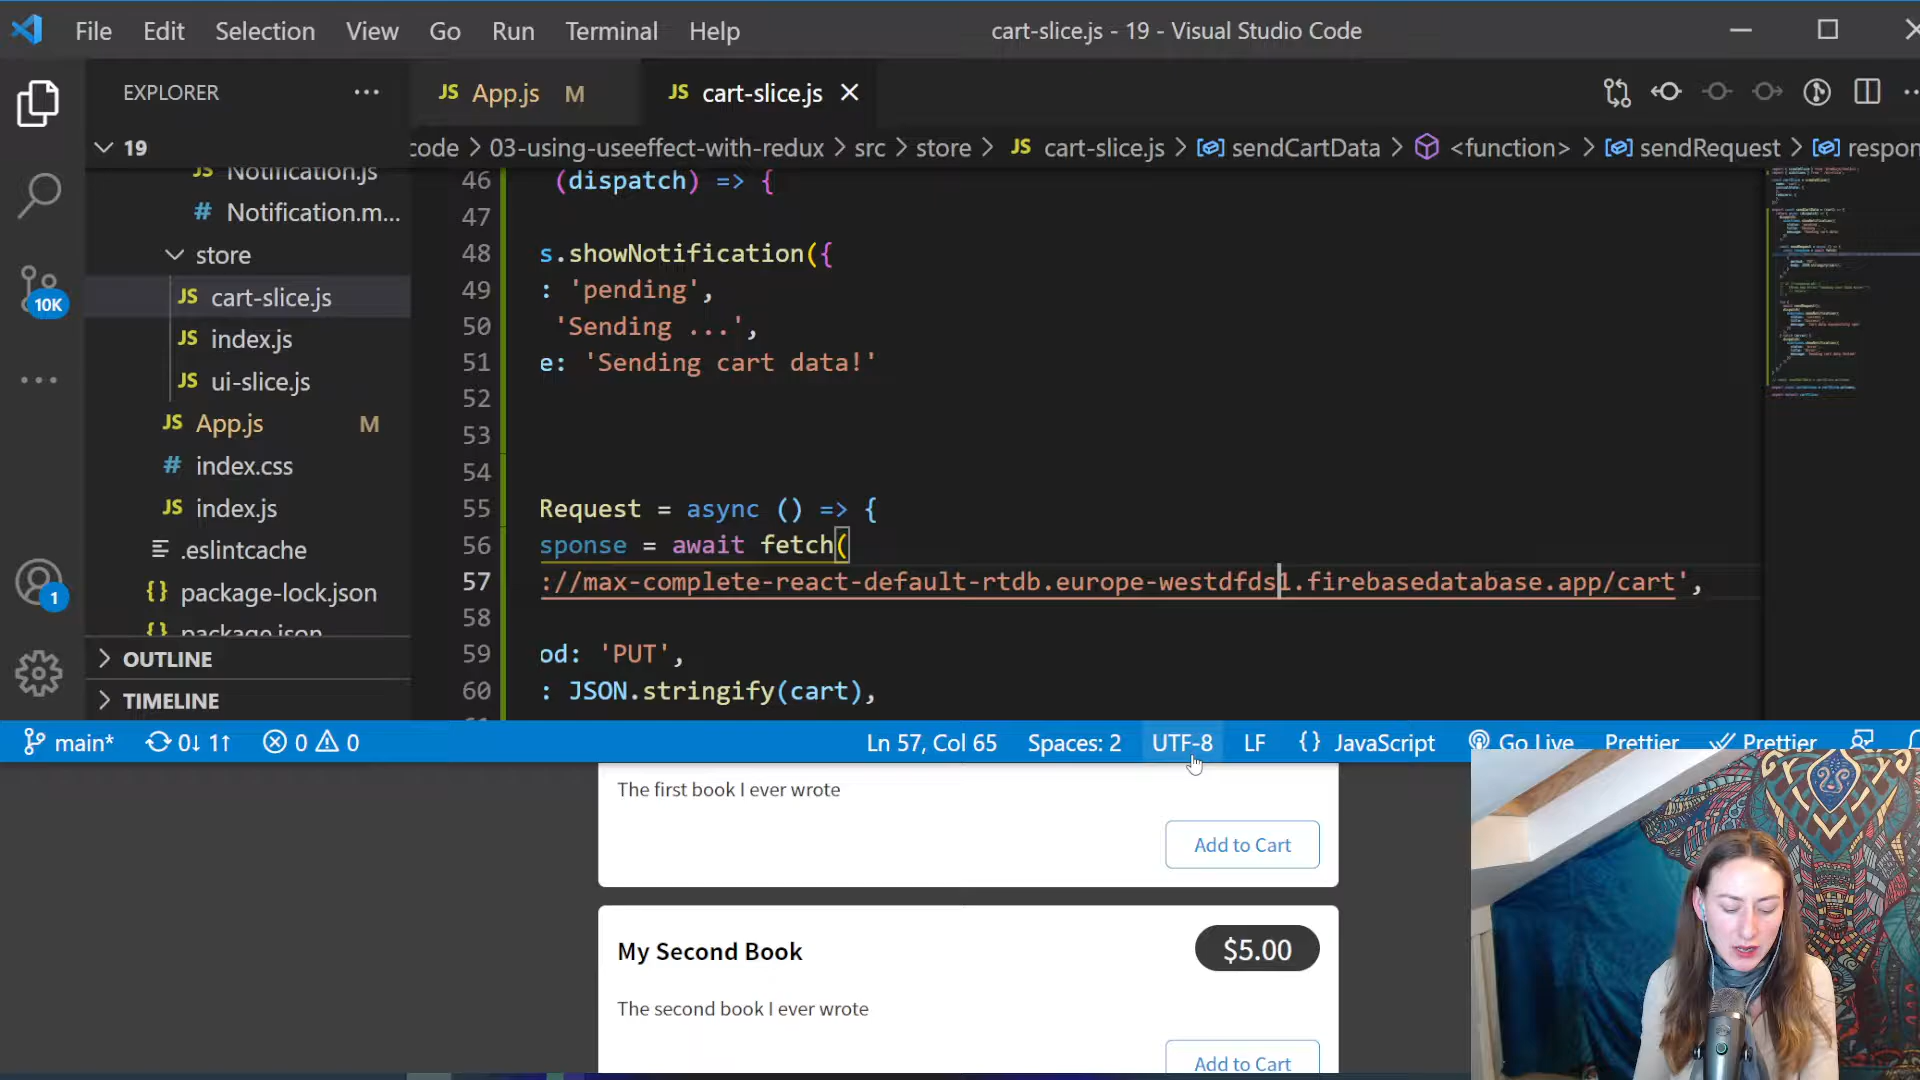 File Edit Selection View Go Run Terminal Help
cart-slice.js - 19 - Visual Studio Code
EXPLORER
19
Notification.js
# Notification.m...
store
JS cart-slice.js
JS index.js
JS ui-slice.js
JS App.js M
# index.css
JS index.js
.eslintcache
{} package-lock.json
{} package.json
OUTLINE
TIMELINE
10K
1
JS App.js M
JS cart-slice.js
code > 03-using-useeffect-with-redux > src > store > JS cart-slice.js > sendCartData > <function> > sendRequest > respon
46 (dispatch) => {
47
48 s.showNotification({
49 : 'pending',
50 'Sending ...',
51 e: 'Sending cart data!'
52
53
54
55 Request = async () => {
56 sponse = await fetch(
57 ://max-complete-react-default-rtdb.europe-westdfds1.firebasedatabase.app/cart',
58
59 od: 'PUT',
60 : JSON.stringify(cart),
main* 0↓ 1↑ 0 0
Ln 57, Col 65 Spaces: 2 UTF-8 LF {} JavaScript Go Live Prettier Prettier
The first book I ever wrote
Add to Cart
My Second Book
$5.00
The second book I ever wrote
Add to Cart